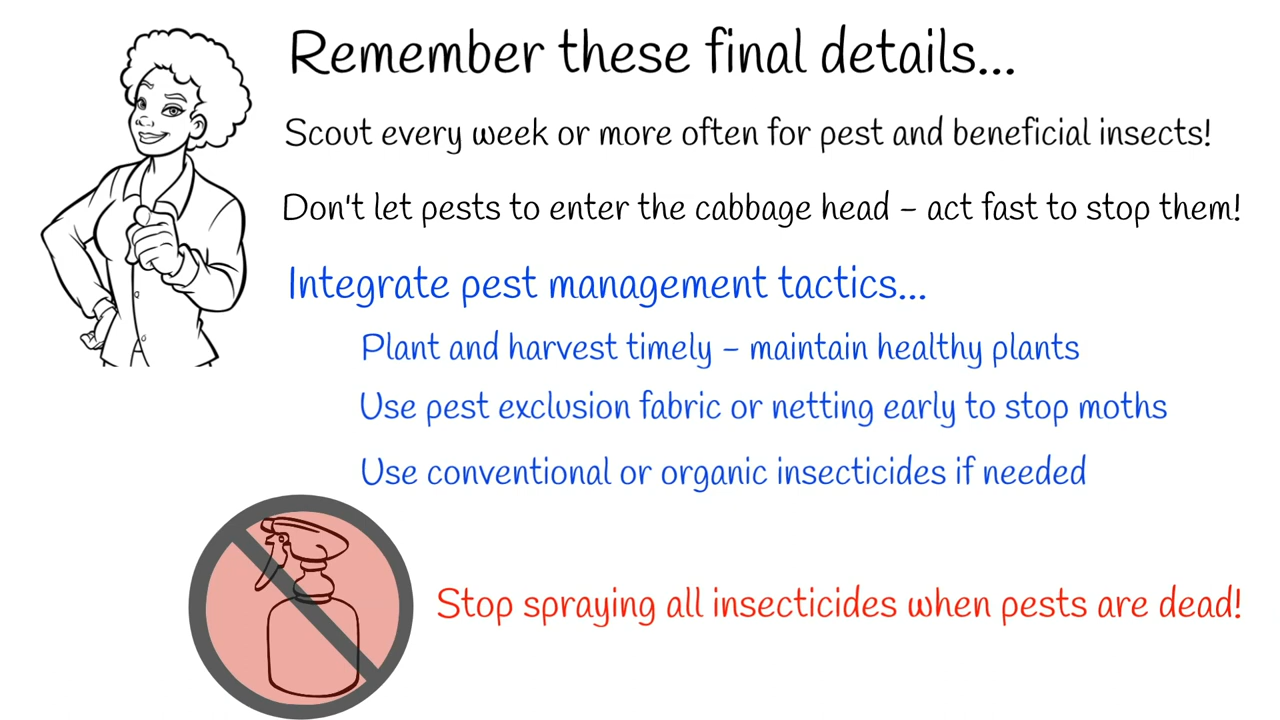 Remember these final details...
Scout every week or more often for pest and beneficial insects!
Don't let pests to enter the cabbage head – act fast to stop them!
Integrate pest management tactics...
Plant and harvest timely – maintain healthy plants
Use pest exclusion fabric or netting early to stop moths
Use conventional or organic insecticides if needed
Stop spraying all insecticides when pests are dead!